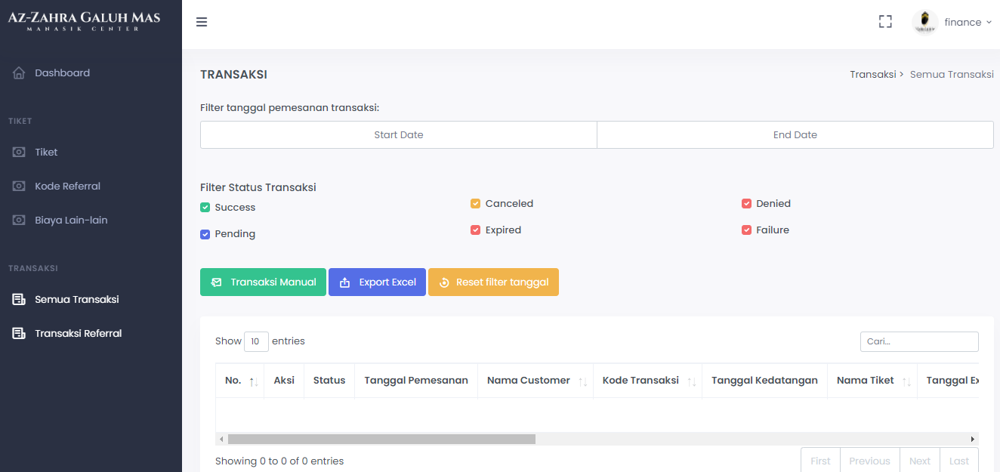 AZ-ZAHRA GALUH MAS
MANASIK CENTER
finance
Dashboard
TIKET
Tiket
Kode Referral
Biaya Lain-lain
TRANSAKSI
Semua Transaksi
Transaksi Referral
TRANSAKSI
Transaksi > Semua Transaksi
Filter tanggal pemesanan transaksi:
Start Date End Date
Filter Status Transaksi
Success Canceled Denied
Pending Expired Failure
Transaksi Manual Export Excel Reset filter tanggal
Show 10 entries Cari...
No. Aksi Status Tanggal Pemesanan Nama Customer Kode Transaksi Tanggal Kedatangan Nama Tiket Tanggal Ex
Showing 0 to 0 of 0 entries
First Previous Next Last